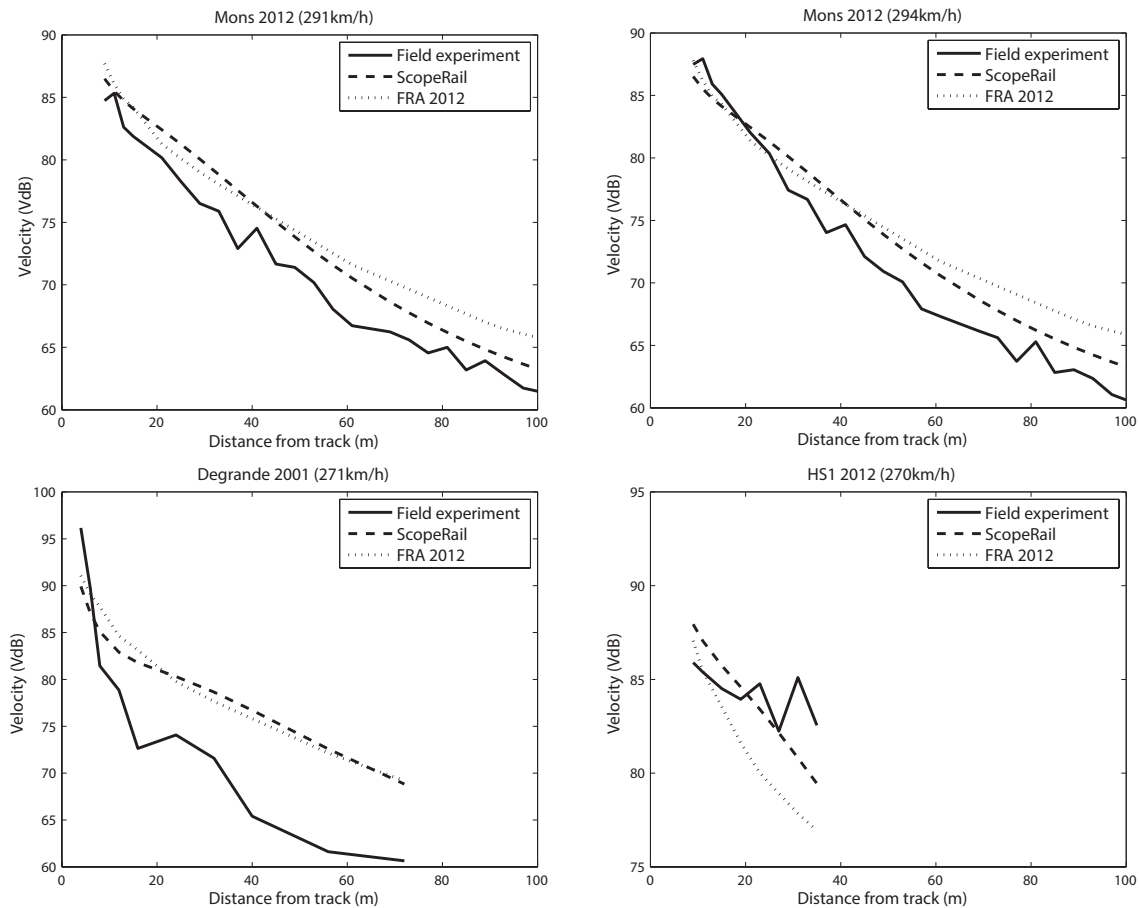 Mons 2012 (291km/h)
90
85
80
75
70
65
60
Velocity (VdB)
0 20 40 60 80 100
Distance from track (m)
Field experiment
ScopeRail
FRA 2012
Mons 2012 (294km/h)
90
85
80
75
70
65
60
Velocity (VdB)
0 20 40 60 80 100
Distance from track (m)
Field experiment
ScopeRail
FRA 2012
Degrande 2001 (271km/h)
100
95
90
85
80
75
70
65
60
Velocity (VdB)
0 20 40 60 80 100
Distance from track (m)
Field experiment
ScopeRail
FRA 2012
HS1 2012 (270km/h)
95
90
85
80
75
Velocity (VdB)
0 20 40 60 80 100
Distance from track (m)
Field experiment
ScopeRail
FRA 2012